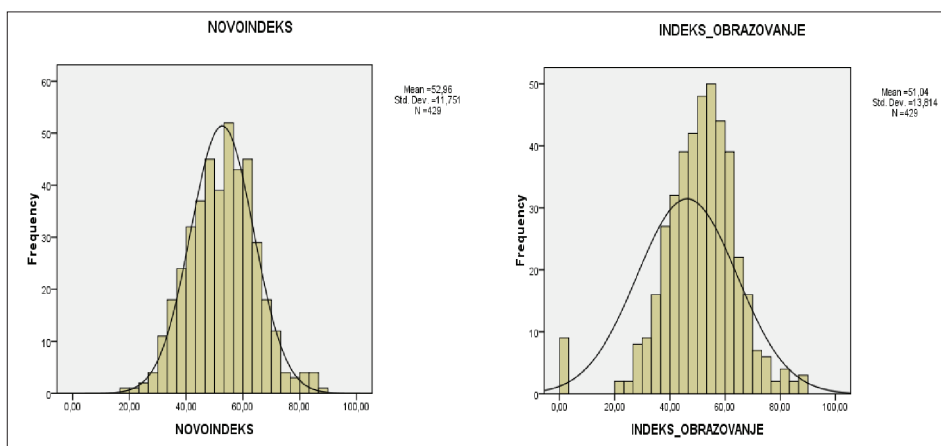 NOVOINDEKS
Frequency
60
50
40
30
20
10
0
0,00 20,00 40,00 60,00 80,00 100,00
NOVOINDEKS
Mean =52,96
Std. Dev. =11,751
N =429
INDEKS_OBRAZOVANJE
Frequency
50
40
30
20
10
0
0,00 20,00 40,00 60,00 80,00 100,00
INDEKS_OBRAZOVANJE
Mean =51,04
Std. Dev. =13,814
N =429